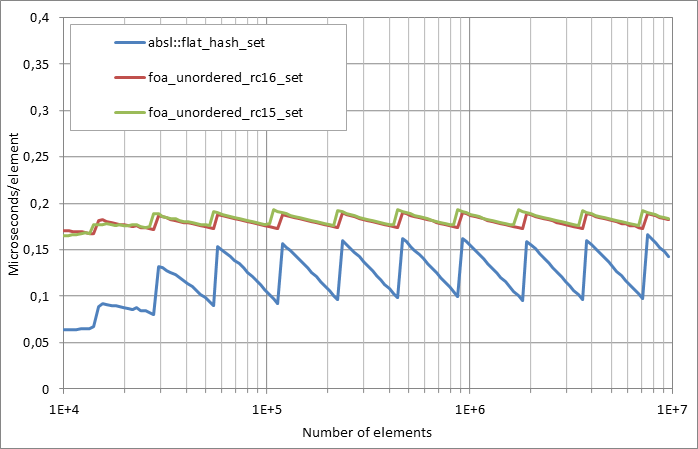 0,4
0,35
0,3
0,25
0,2
0,15
0,1
0,05
0
Microseconds/element
absl::flat_hash_set
foa_unordered_rc16_set
foa_unordered_rc15_set
1E+4 1E+5 1E+6 1E+7
Number of elements